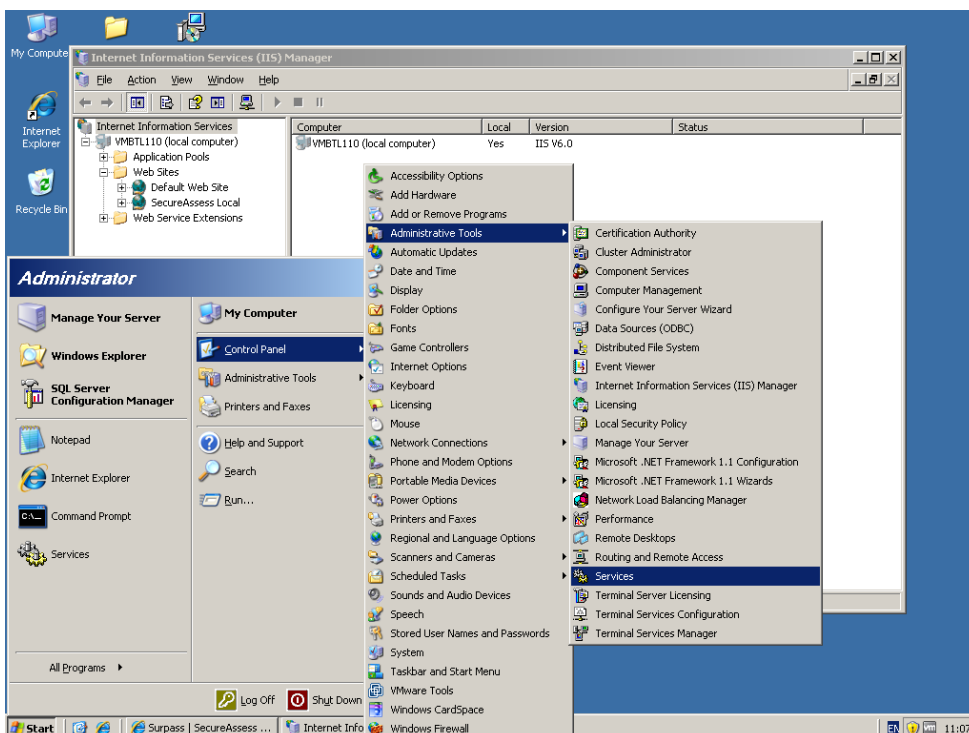 My Compute
Internet Information Services (IIS) Manager
File Action View Window Help
Internet Information Services
VMBTL110 (local computer)
Application Pools
Web Sites
Default Web Site
SecureAssess Local
Web Service Extensions
Computer Local Version Status
VMBTL110 (local computer) Yes IIS V6.0
Internet
Explorer
Recycle Bin
Administrator
Manage Your Server
Windows Explorer
SQL Server
Configuration Manager
Notepad
Internet Explorer
Command Prompt
Services
All Programs
My Computer
Control Panel
Administrative Tools
Printers and Faxes
Help and Support
Search
Run...
Log Off Shut Down
Accessibility Options
Add Hardware
Add or Remove Programs
Administrative Tools
Automatic Updates
Date and Time
Display
Folder Options
Fonts
Game Controllers
Internet Options
Keyboard
Licensing
Mouse
Network Connections
Phone and Modem Options
Portable Media Devices
Power Options
Printers and Faxes
Regional and Language Options
Scanners and Cameras
Scheduled Tasks
Sounds and Audio Devices
Speech
Stored User Names and Passwords
System
Taskbar and Start Menu
VMware Tools
Windows CardSpace
Windows Firewall
Certification Authority
Cluster Administrator
Component Services
Computer Management
Configure Your Server Wizard
Data Sources (ODBC)
Distributed File System
Event Viewer
Internet Information Services (IIS) Manager
Licensing
Local Security Policy
Manage Your Server
Microsoft .NET Framework 1.1 Configuration
Microsoft .NET Framework 1.1 Wizards
Network Load Balancing Manager
Performance
Remote Desktops
Routing and Remote Access
Services
Terminal Server Licensing
Terminal Services Configuration
Terminal Services Manager
Start Surpass | SecureAssess ... Internet Info EN 11:07